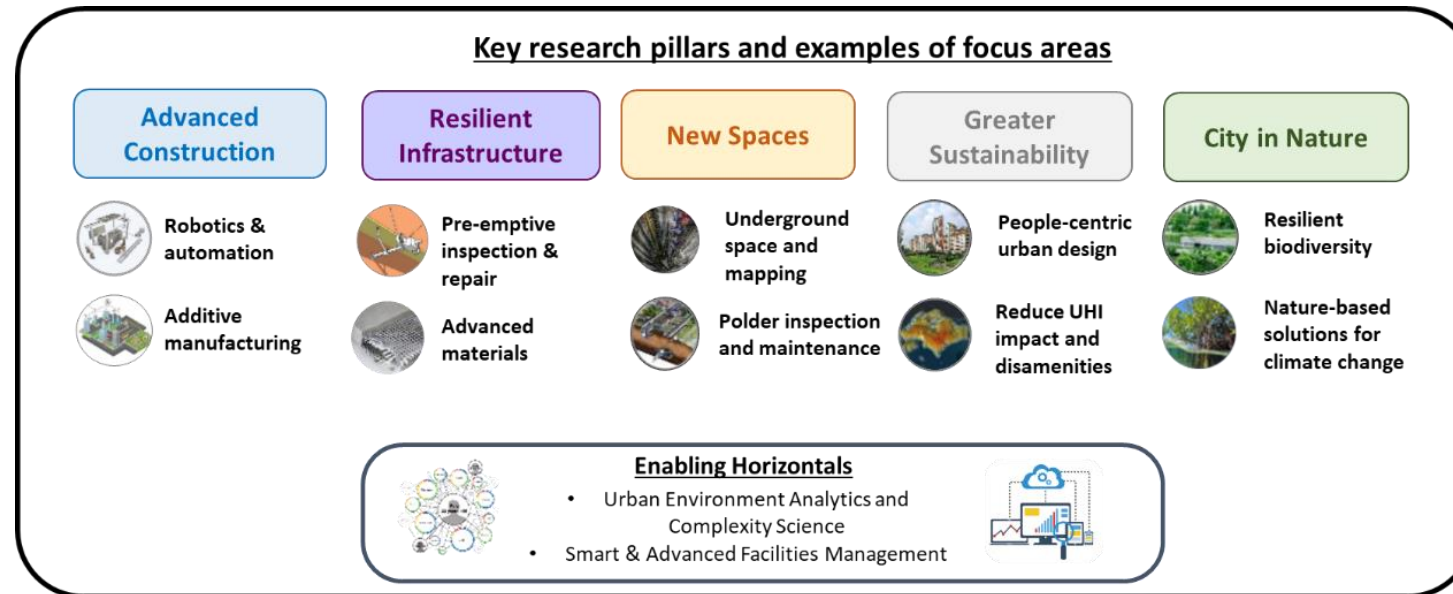 Key research pillars and examples of focus areas
Advanced
Construction
Resilient
Infrastructure
New Spaces
Greater
Sustainability
City in Nature
Robotics &
automation
Pre-emptive
inspection &
repair
Underground
space and
mapping
People-centric
urban design
Resilient
biodiversity
Additive
manufacturing
Advanced
materials
Polder inspection
and maintenance
Reduce UHI
impact and
disamenities
Nature-based
solutions for
climate change
Enabling Horizontals
• Urban Environment Analytics and
Complexity Science
• Smart & Advanced Facilities Management